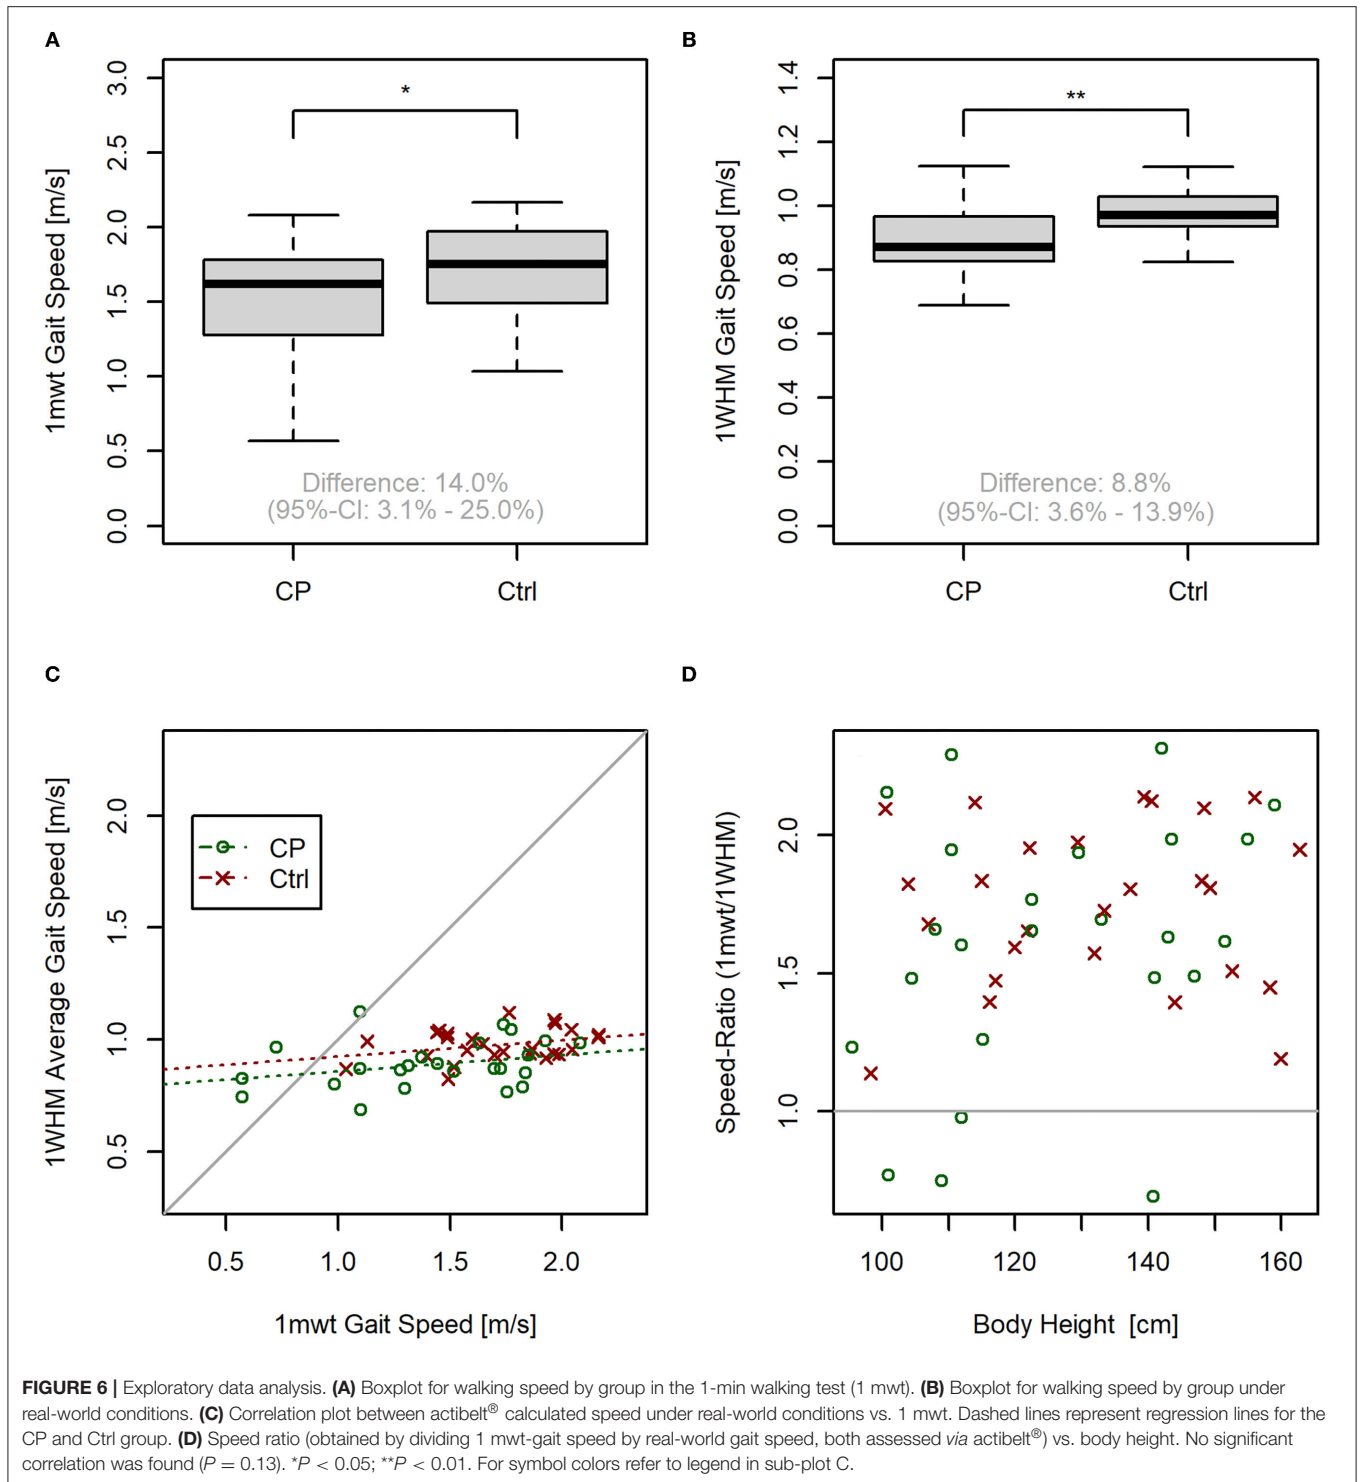 A
3.0
2.5
2.0
1.5
1.0
0.5
0.0
1mwt Gait Speed [m/s]
*
Difference: 14.0%
(95%-CI: 3.1% - 25.0%)
CP
Ctrl
B
1.4
1.2
1.0
0.8
0.6
0.4
0.2
0.0
1WHM Gait Speed [m/s]
**
Difference: 8.8%
(95%-CI: 3.6% - 13.9%)
CP
Ctrl
C
2.0
1.5
1.0
0.5
1WHM Average Gait Speed [m/s]
CP
Ctrl
0.5
1.0
1.5
2.0
1mwt Gait Speed [m/s]
D
2.0
1.5
1.0
Speed-Ratio (1mwt/1WHM)
100
120
140
160
Body Height [cm]
FIGURE 6 | Exploratory data analysis. (A) Boxplot for walking speed by group in the 1-min walking test (1 mwt). (B) Boxplot for walking speed by group under
real-world conditions. (C) Correlation plot between actibelt® calculated speed under real-world conditions vs. 1 mwt. Dashed lines represent regression lines for the
CP and Ctrl group. (D) Speed ratio (obtained by dividing 1 mwt-gait speed by real-world gait speed, both assessed via actibelt®) vs. body height. No significant
correlation was found (P = 0.13). *P < 0.05; **P < 0.01. For symbol colors refer to legend in sub-plot C.